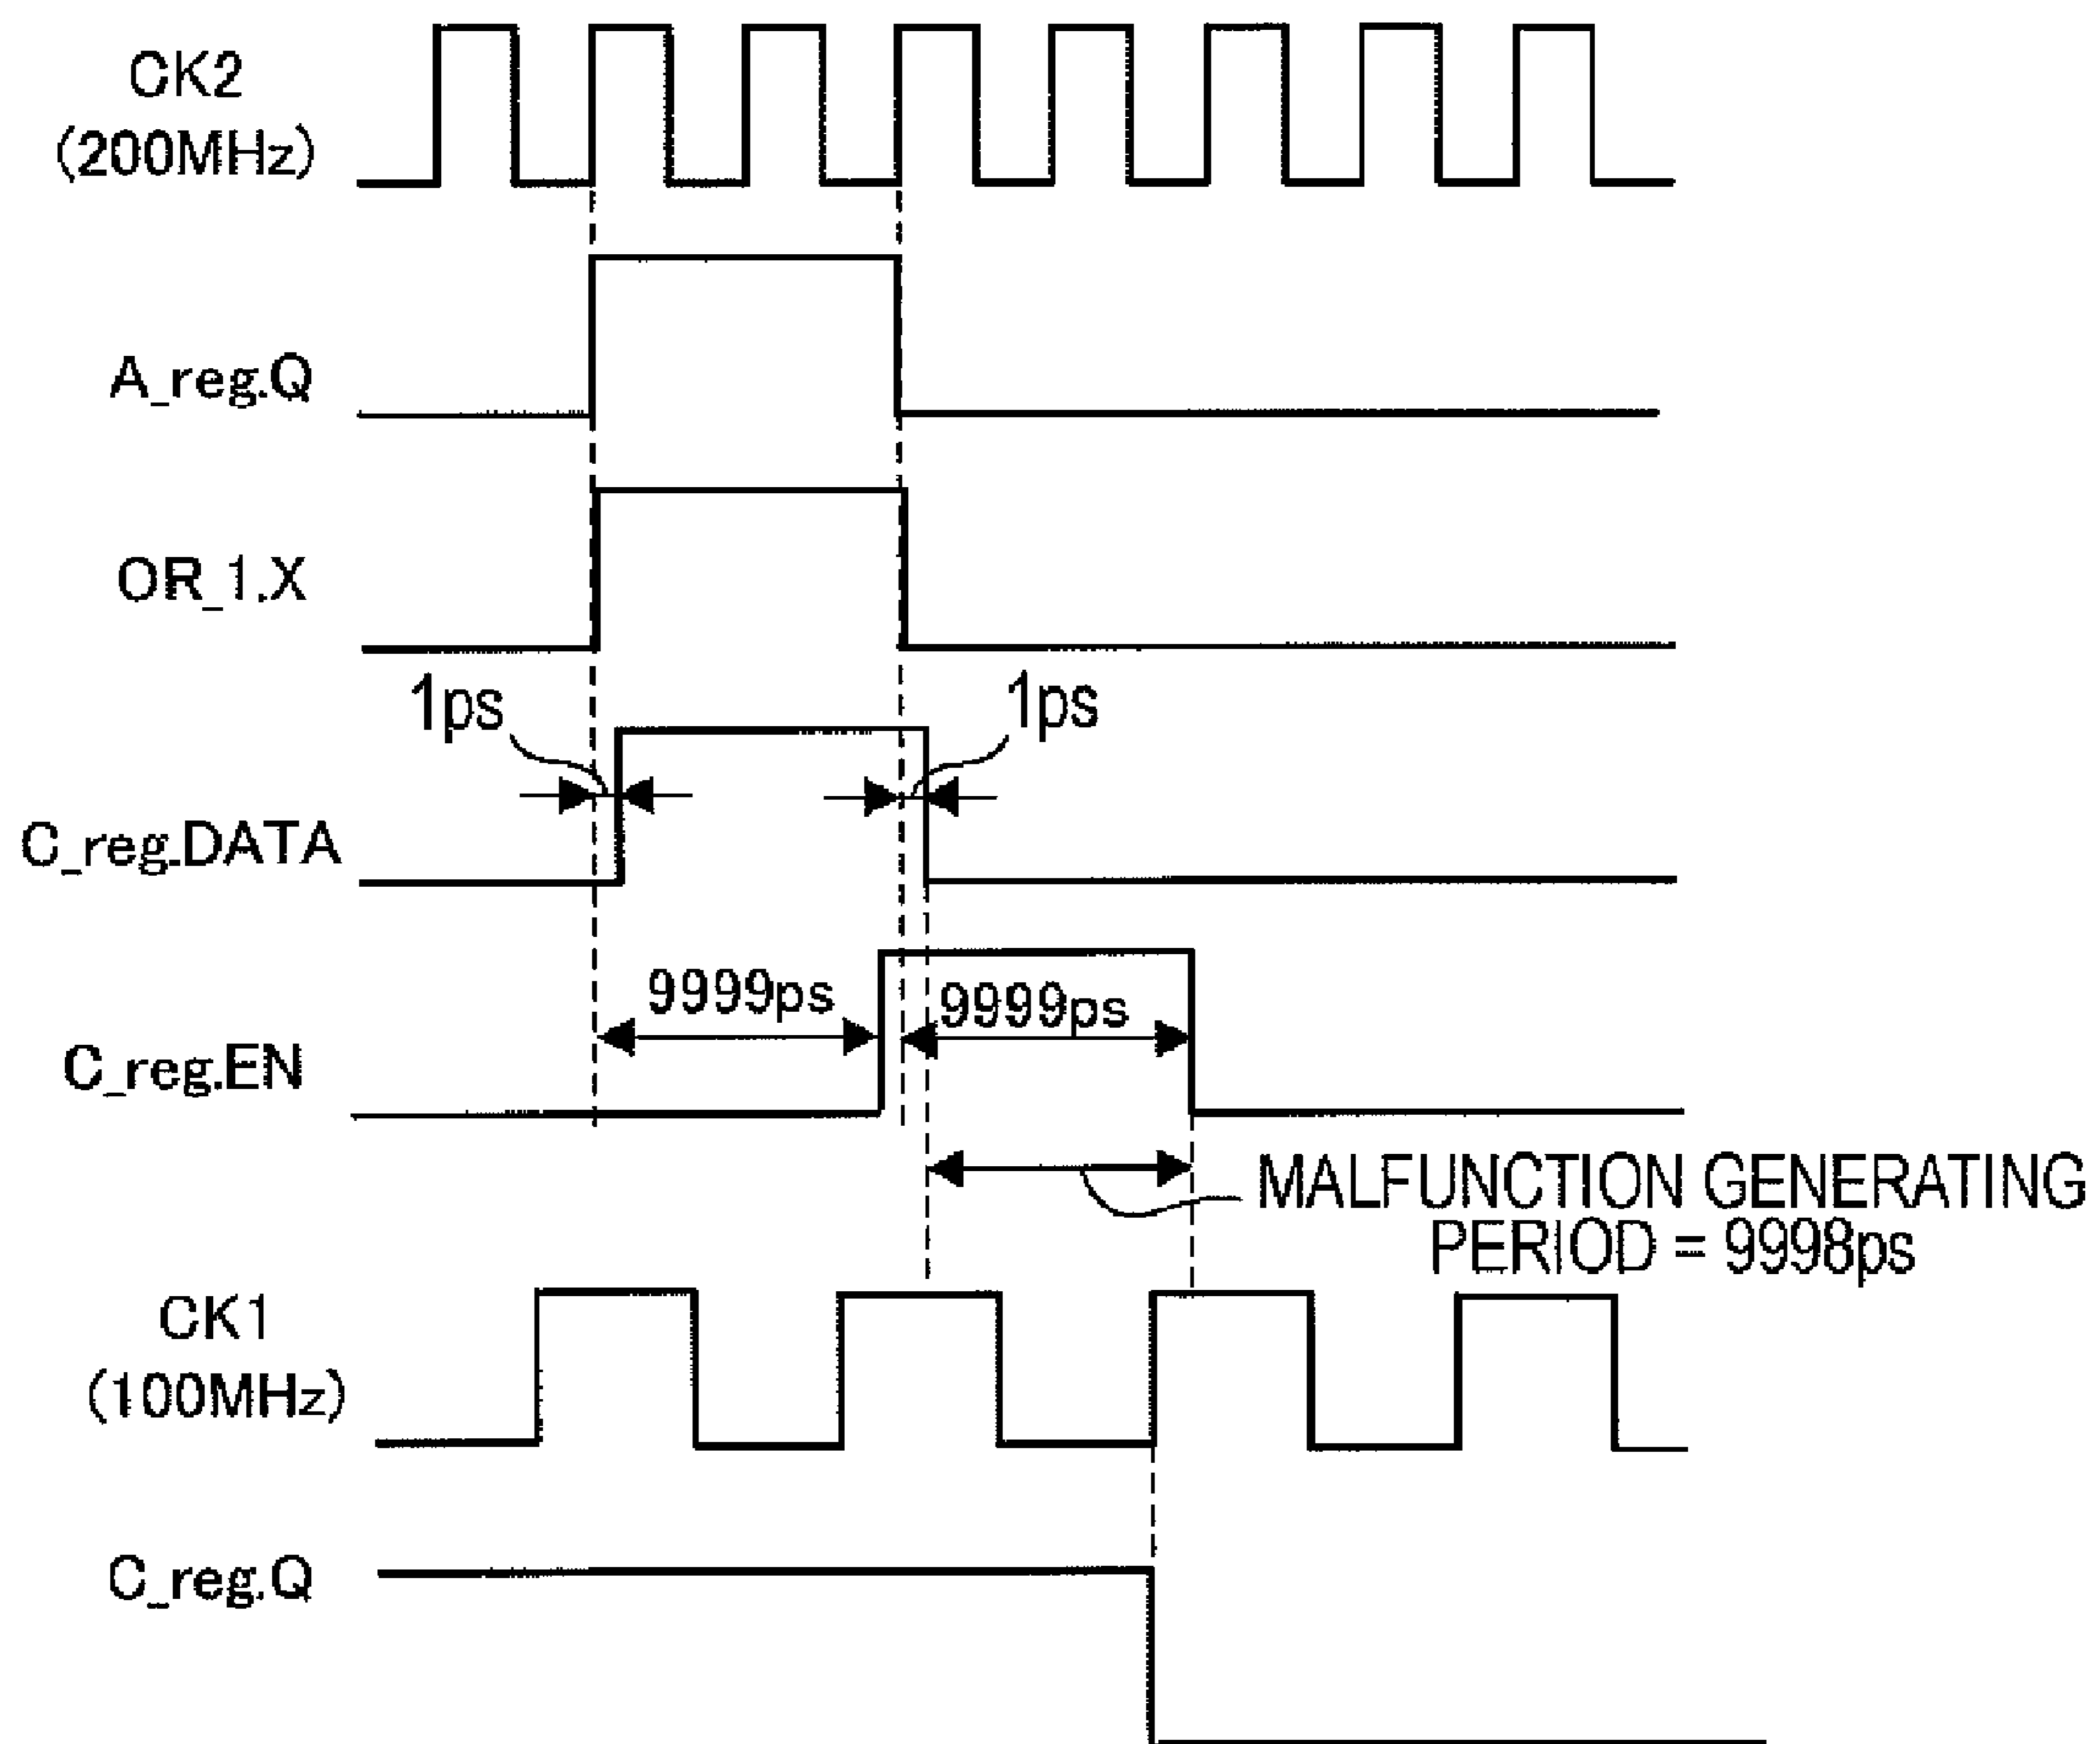 CK2
(200MHz)
A_reg.Q
OR_1.X
1ps 1ps
C_reg.DATA
9999ps 9999ps
C_reg.EN
MALFUNCTION GENERATING
PERIOD = 9998ps
CK1
(100MHz)
C_reg.Q